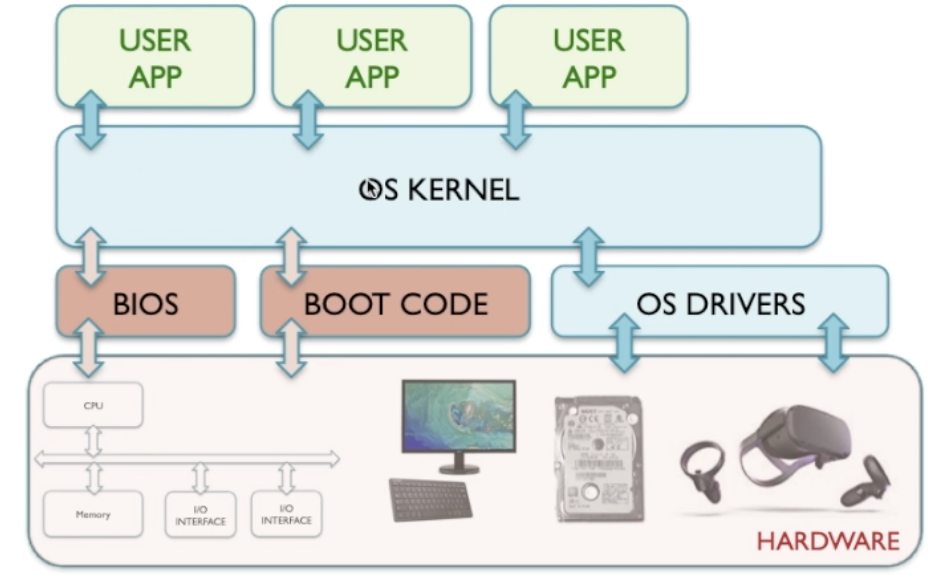 USER
APP
USER
APP
USER
APP
OS KERNEL
BIOS
BOOT CODE
OS DRIVERS
CPU
Memory
I/O
INTERFACE
I/O
INTERFACE
HARDWARE